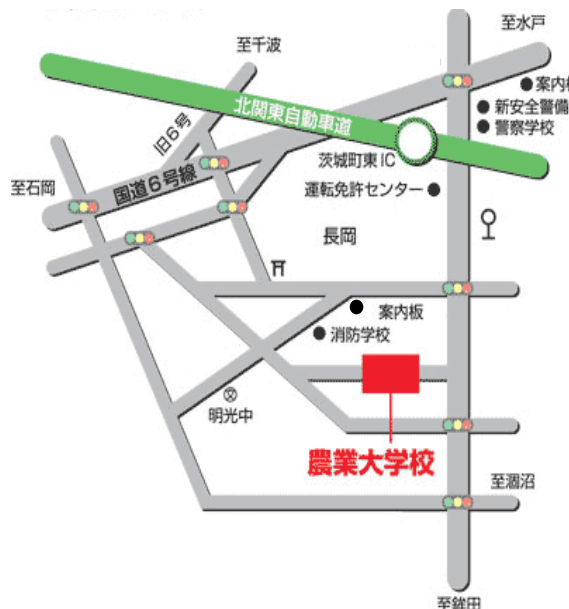 至水戸
至千波
案内板
北関東自動車道
新安全警備
旧6号
警察学校
茨城町東IC
至石岡
国道6号線
運転免許センター
長岡
案内板
消防学校
明光中
農業大学校
至涸沼
至鉾田